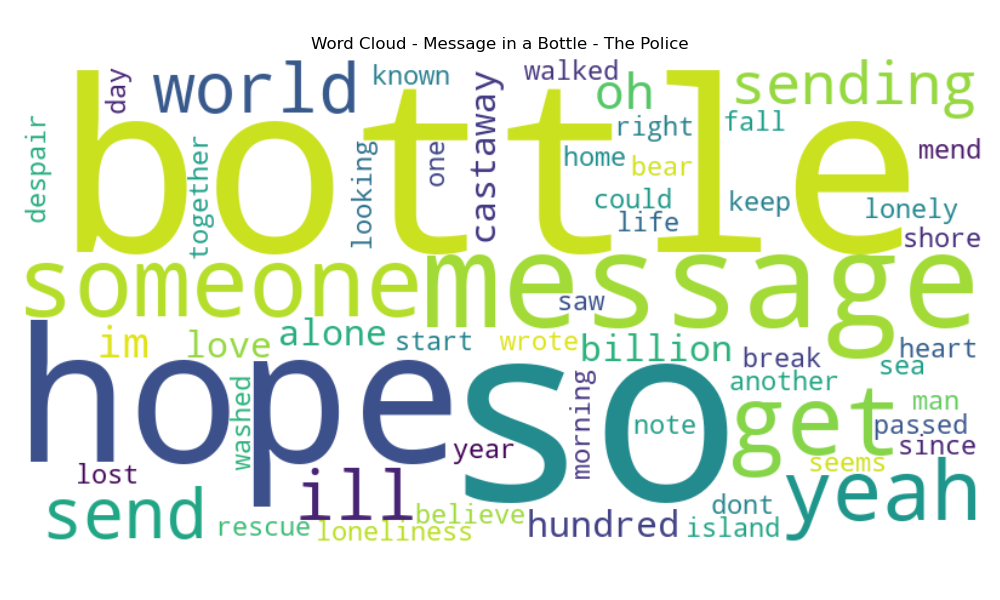 Word Cloud - Message in a Bottle - The Police
day
world
known
walked
oh
sending
bottle
despair
together
looking
one
castaway
right
fall
home
bear
mend
could
life
keep
lonely
shore
someone
message
saw
im
love
alone
start
wrote
billion
break
heart
sea
another
hope
so
washed
morning
note
get
man
passed
since
year
seems
lost
ill
send
yeah
rescue
loneliness
believe
hundred
dont
island